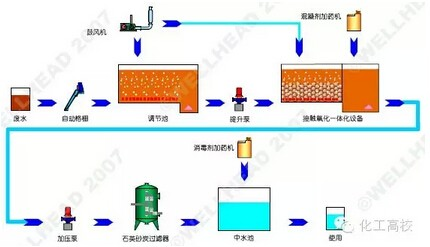 鼓风机
混凝剂加药机
废水
自动格栅
调节池
提升泵
接触氧化一体化设备
消毒剂加药机
加压泵
石英砂炭过滤器
中水池
使用
@WELLHEAD 2007
化工高校